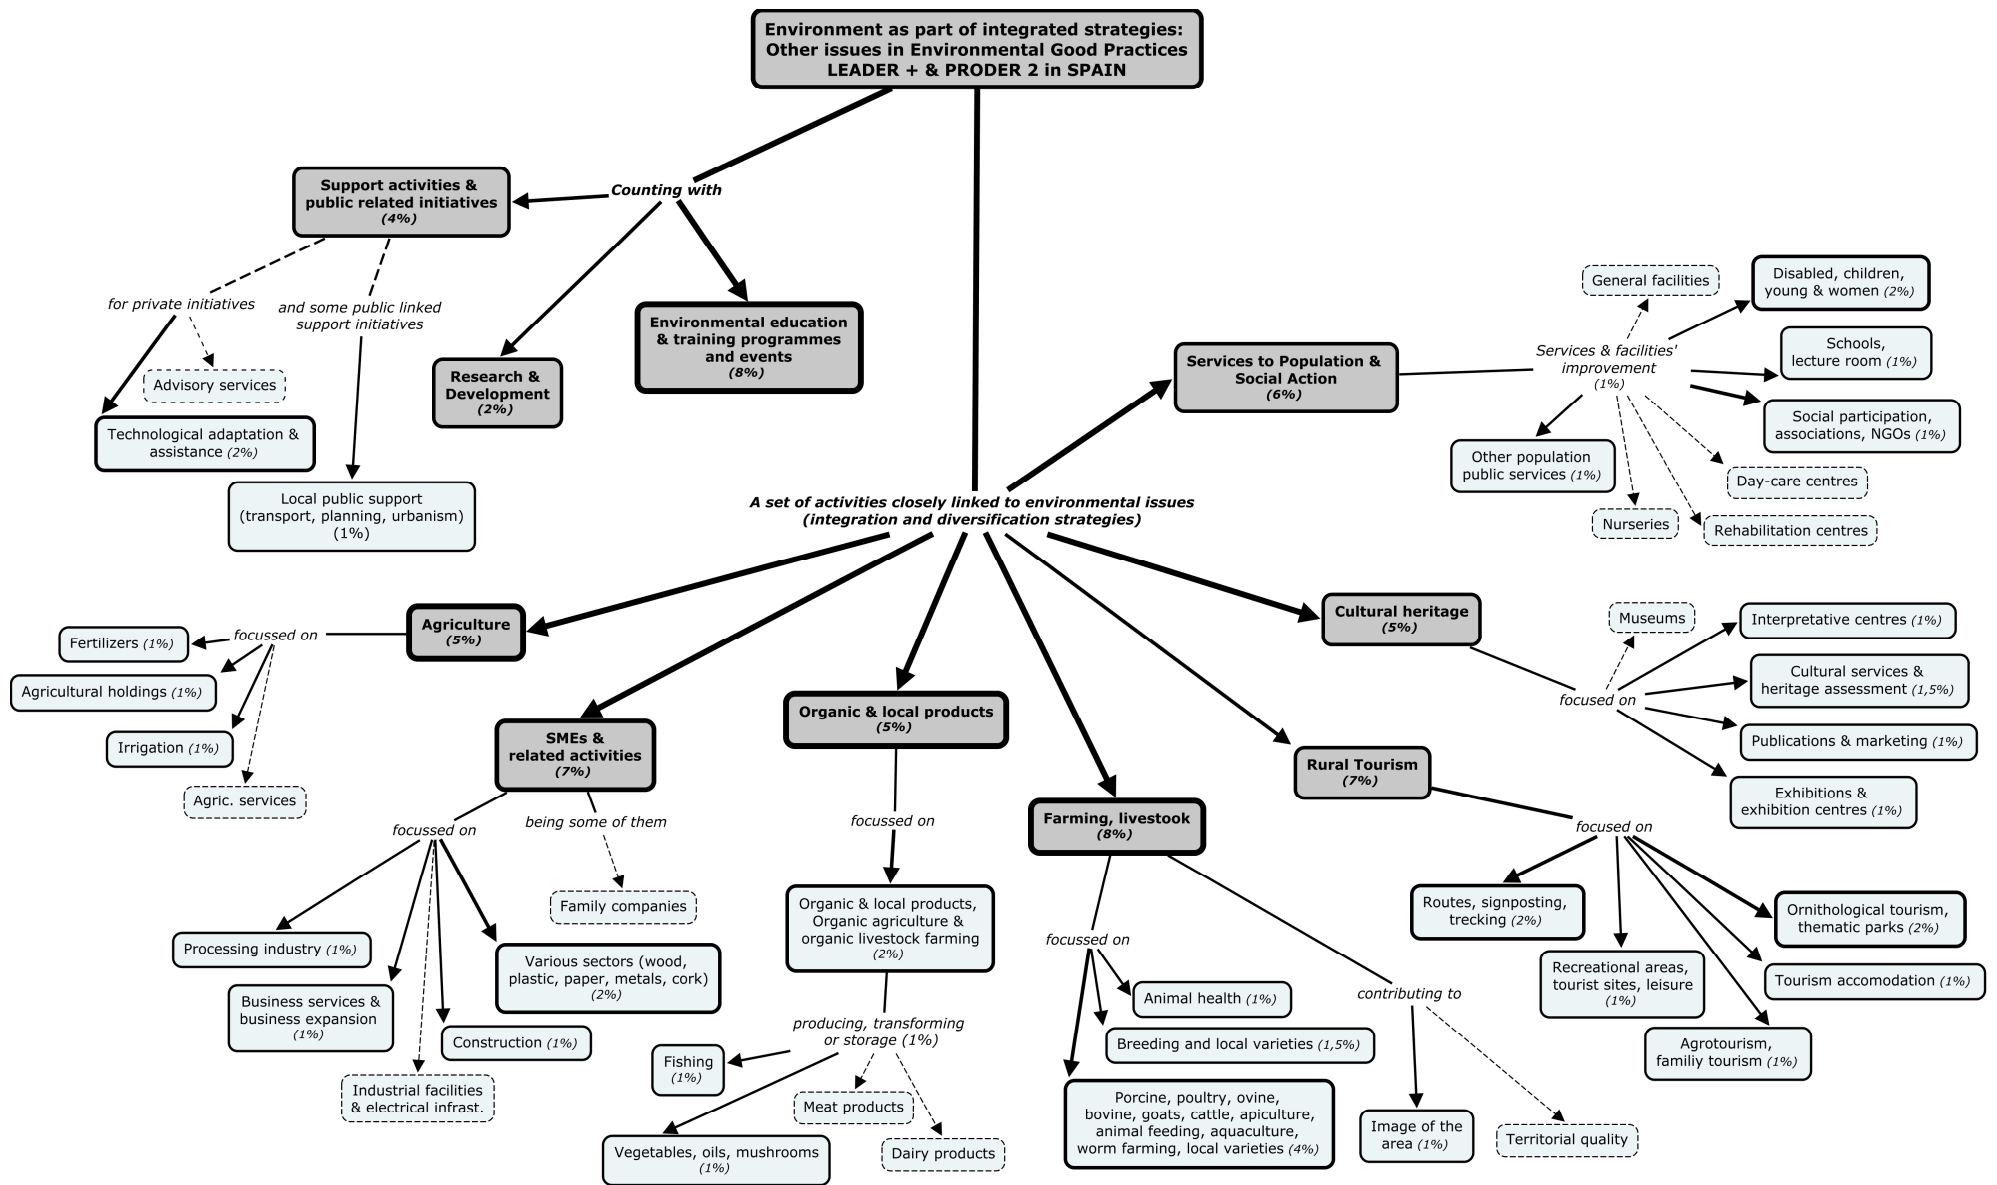 Environment as part of integrated strategies:
Other issues in Environmental Good Practices
LEADER + & PRODER 2 in SPAIN
Counting with
Support activities &
public related initiatives
(4%)
for private initiatives
and some public linked
support initiatives
Advisory services
Technological adaptation &
assistance (2%)
Local public support
(transport, planning, urbanism)
(1%)
Research &
Development
(2%)
Environmental education
& training programmes
and events
(8%)
A set of activities closely linked to environmental issues
(integration and diversification strategies)
Services to Population &
Social Action
(6%)
Services & facilities'
improvement
(1%)
General facilities
Disabled, children,
young & women (2%)
Schools,
lecture room (1%)
Social participation,
associations, NGOs (1%)
Day-care centres
Rehabilitation centres
Nurseries
Other population
public services (1%)
Agriculture
(5%)
focussed on
Fertilizers (1%)
Agricultural holdings (1%)
Irrigation (1%)
Agric. services
SMEs &
related activities
(7%)
focussed on
being some of them
Family companies
Processing industry (1%)
Business services &
business expansion
(1%)
Industrial facilities
& electrical infrast.
Construction (1%)
Various sectors (wood,
plastic, paper, metals, cork)
(2%)
Organic & local products
(5%)
focussed on
Organic & local products,
Organic agriculture &
organic livestock farming
(2%)
producing, transforming
or storage (1%)
Fishing
(1%)
Vegetables, oils, mushrooms
(1%)
Meat products
Dairy products
Farming, livestook
(8%)
focussed on
Animal health (1%)
Breeding and local varieties (1,5%)
Porcine, poultry, ovine,
bovine, goats, cattle, apiculture,
animal feeding, aquaculture,
worm farming, local varieties (4%)
contributing to
Image of the
area (1%)
Territorial quality
Rural Tourism
(7%)
focused on
Routes, signposting,
trecking (2%)
Recreational areas,
tourist sites, leisure
(1%)
Agrotourism,
familiy tourism (1%)
Tourism accomodation (1%)
Ornithological tourism,
thematic parks (2%)
Cultural heritage
(5%)
focused on
Museums
Interpretative centres (1%)
Cultural services &
heritage assessment (1,5%)
Publications & marketing (1%)
Exhibitions &
exhibition centres (1%)